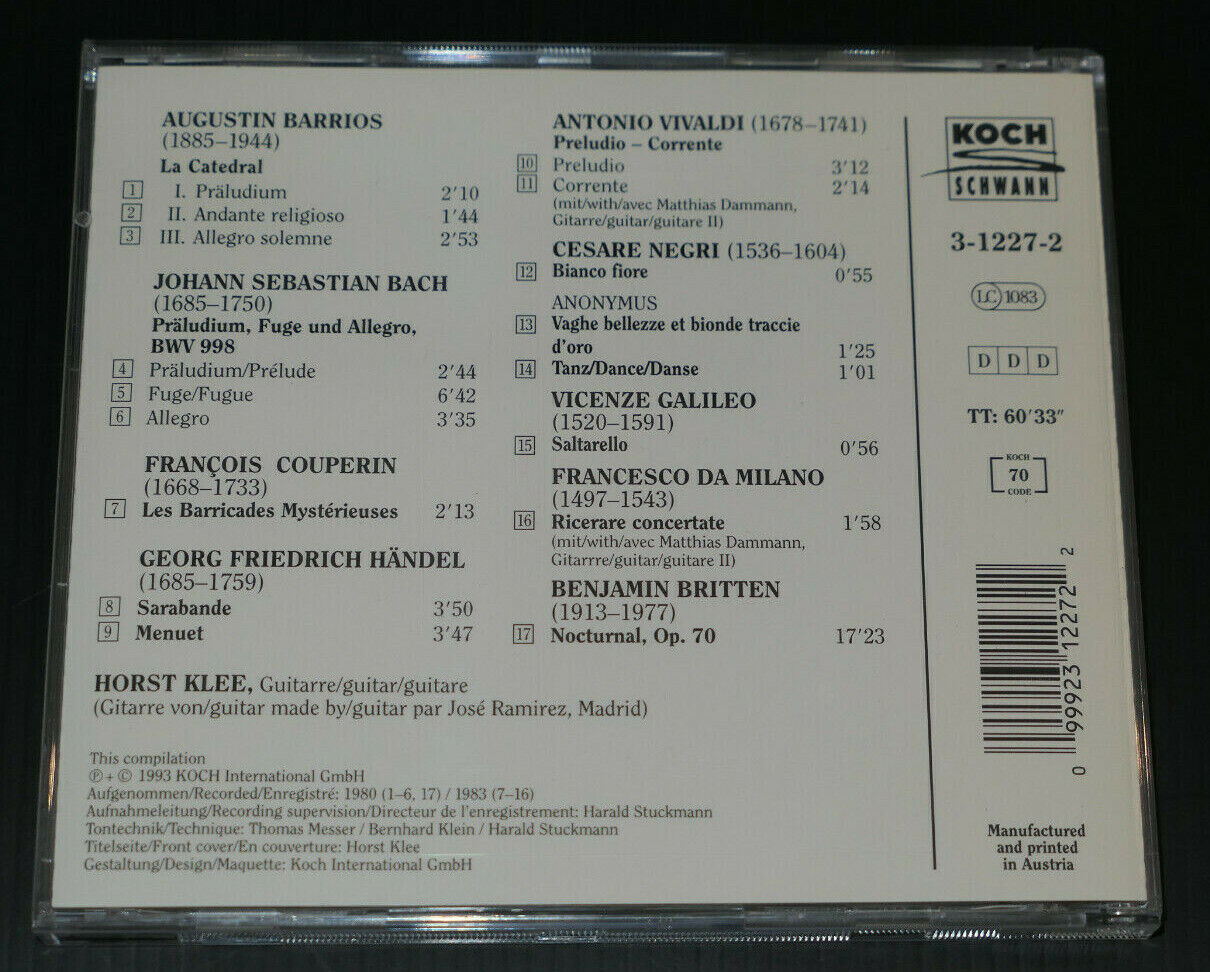 AUGUSTIN BARRIOS
(1885–1944)
La Catedral
1 I. Präludium 2'10
2 II. Andante religioso 1'44
3 III. Allegro solemne 2'53
JOHANN SEBASTIAN BACH
(1685–1750)
Präludium, Fuge und Allegro,
BWV 998
4 Präludium/Prélude 2'44
5 Fuge/Fugue 6'42
6 Allegro 3'35
FRANÇOIS COUPERIN
(1668–1733)
7 Les Barricades Mystérieuses 2'13
GEORG FRIEDRICH HÄNDEL
(1685–1759)
8 Sarabande 3'50
9 Menuet 3'47
ANTONIO VIVALDI (1678–1741)
Preludio – Corrente
10 Preludio 3'12
11 Corrente 2'14
(mit/with/avec Matthias Dammann,
Gitarre/guitar/guitare II)
CESARE NEGRI (1536–1604)
12 Bianco fiore 0'55
ANONYMUS
13 Vaghe bellezze et bionde traccie
d'oro 1'25
14 Tanz/Dance/Danse 1'01
VICENZE GALILEO
(1520–1591)
15 Saltarello 0'56
FRANCESCO DA MILANO
(1497–1543)
16 Ricerare concertate 1'58
(mit/with/avec Matthias Dammann,
Gitarrre/guitar/guitare II)
BENJAMIN BRITTEN
(1913–1977)
17 Nocturnal, Op. 70 17'23
HORST KLEE, Guitarre/guitar/guitare
(Gitarre von/guitar made by/guitar par José Ramirez, Madrid)
This compilation
℗ + © 1993 KOCH International GmbH
Aufgenommen/Recorded/Enregistré: 1980 (1–6, 17) / 1983 (7–16)
Aufnahmeleitung/Recording supervision/Directeur de l'enregistrement: Harald Stuckmann
Tontechnik/Technique: Thomas Messer / Bernhard Klein / Harald Stuckmann
Titelseite/Front cover/En couverture: Horst Klee
Gestaltung/Design/Maquette: Koch International GmbH
KOCH
SCHWANN
3-1227-2
LC 1083
D D D
TT: 60'33"
KOCH
70
CODE
0 99923 12272 2
Manufactured
and printed
in Austria